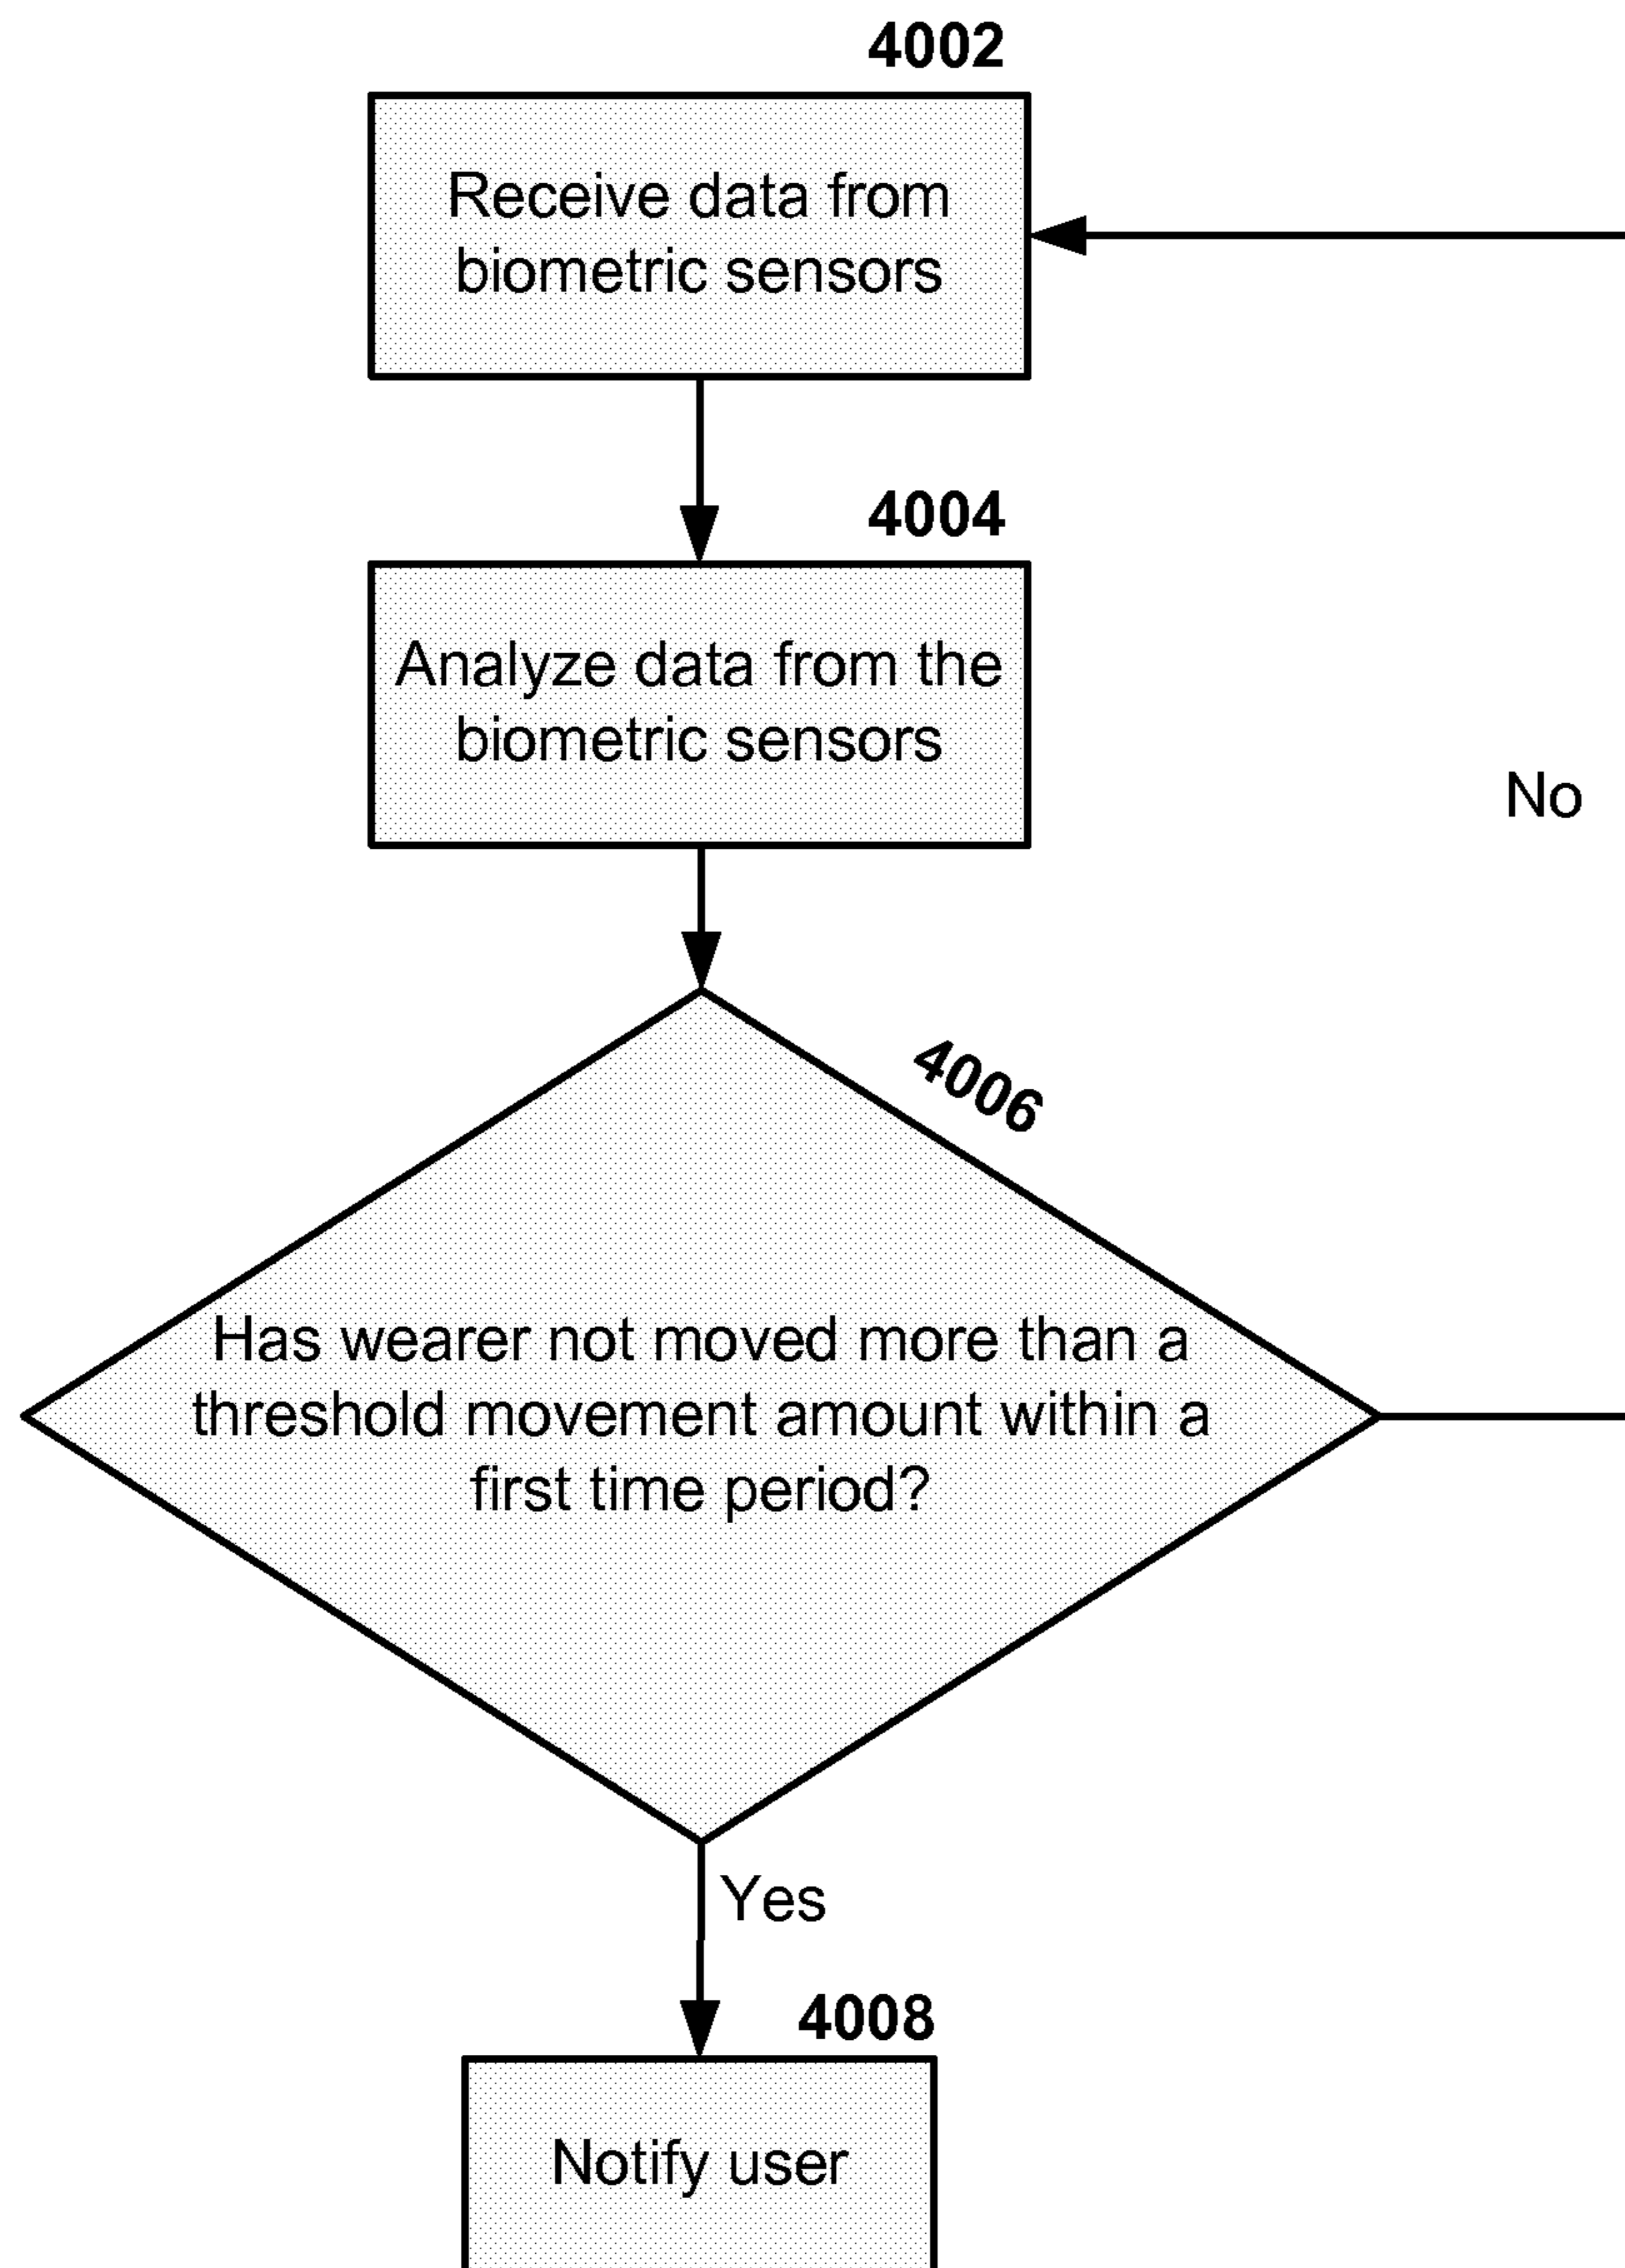 4002
Receive data from
biometric sensors
4004
Analyze data from the
biometric sensors
No
4006
Has wearer not moved more than a
threshold movement amount within a
first time period?
Yes
4008
Notify user